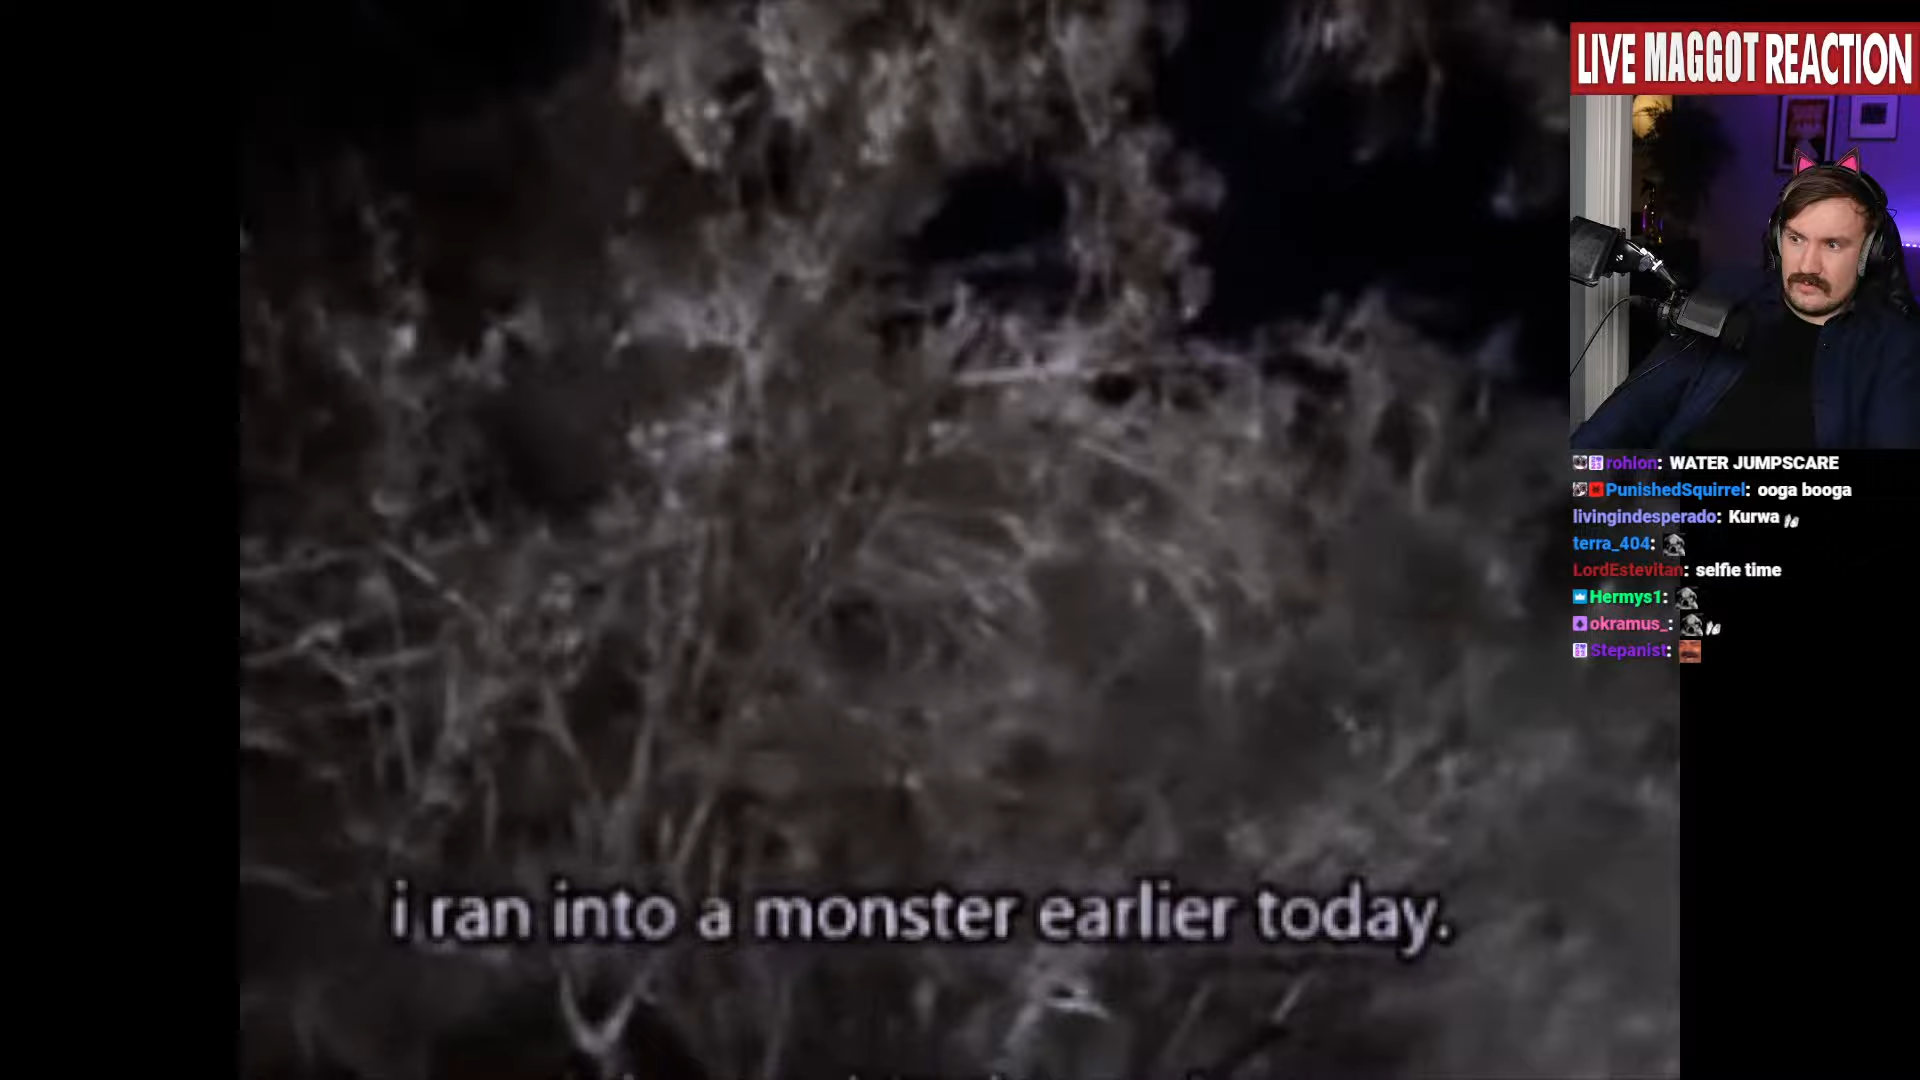 LIVE MAGGOT REACTION
rohlon: WATER JUMPSCARE
PunishedSquirrel: ooga booga
livingindesperado: Kurwa
terra_404:
LordEstevitan: selfie time
Hermys1:
okramus_:
Stepanist:
i ran into a monster earlier today.